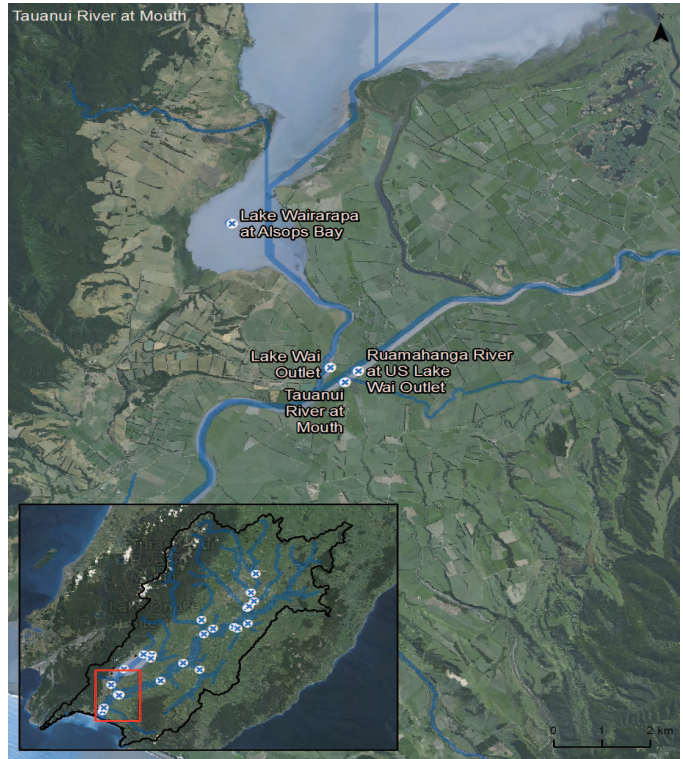 Tauanui River at Mouth
N
Lake Wairarapa
at Alsops Bay
Lake Wai
Outlet
Ruamahanga River
at US Lake
Wai Outlet
Tauanui
River at
Mouth
0 1 2 km